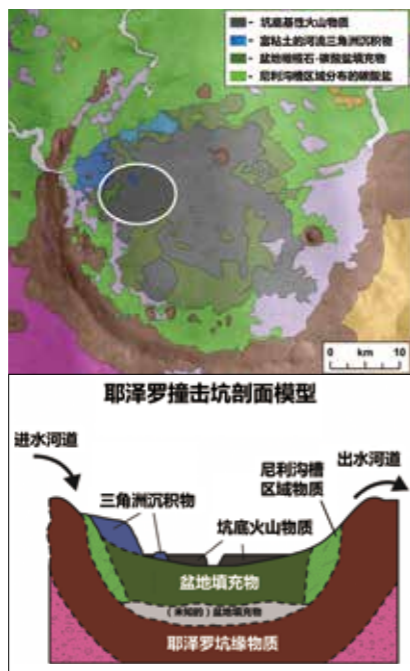 - 坑底基性火山物质
- 富粘土的河流三角洲沉积物
- 盆地橄榄石-碳酸盐填充物
- 尼利沟槽区域分布的碳酸盐
0 km 10
耶泽罗撞击坑剖面模型
进水河道
出水河道
尼利沟槽
区域物质
三角洲沉积物
坑底火山物质
盆地填充物
(未知的)盆地填充物
耶泽罗坑缘物质